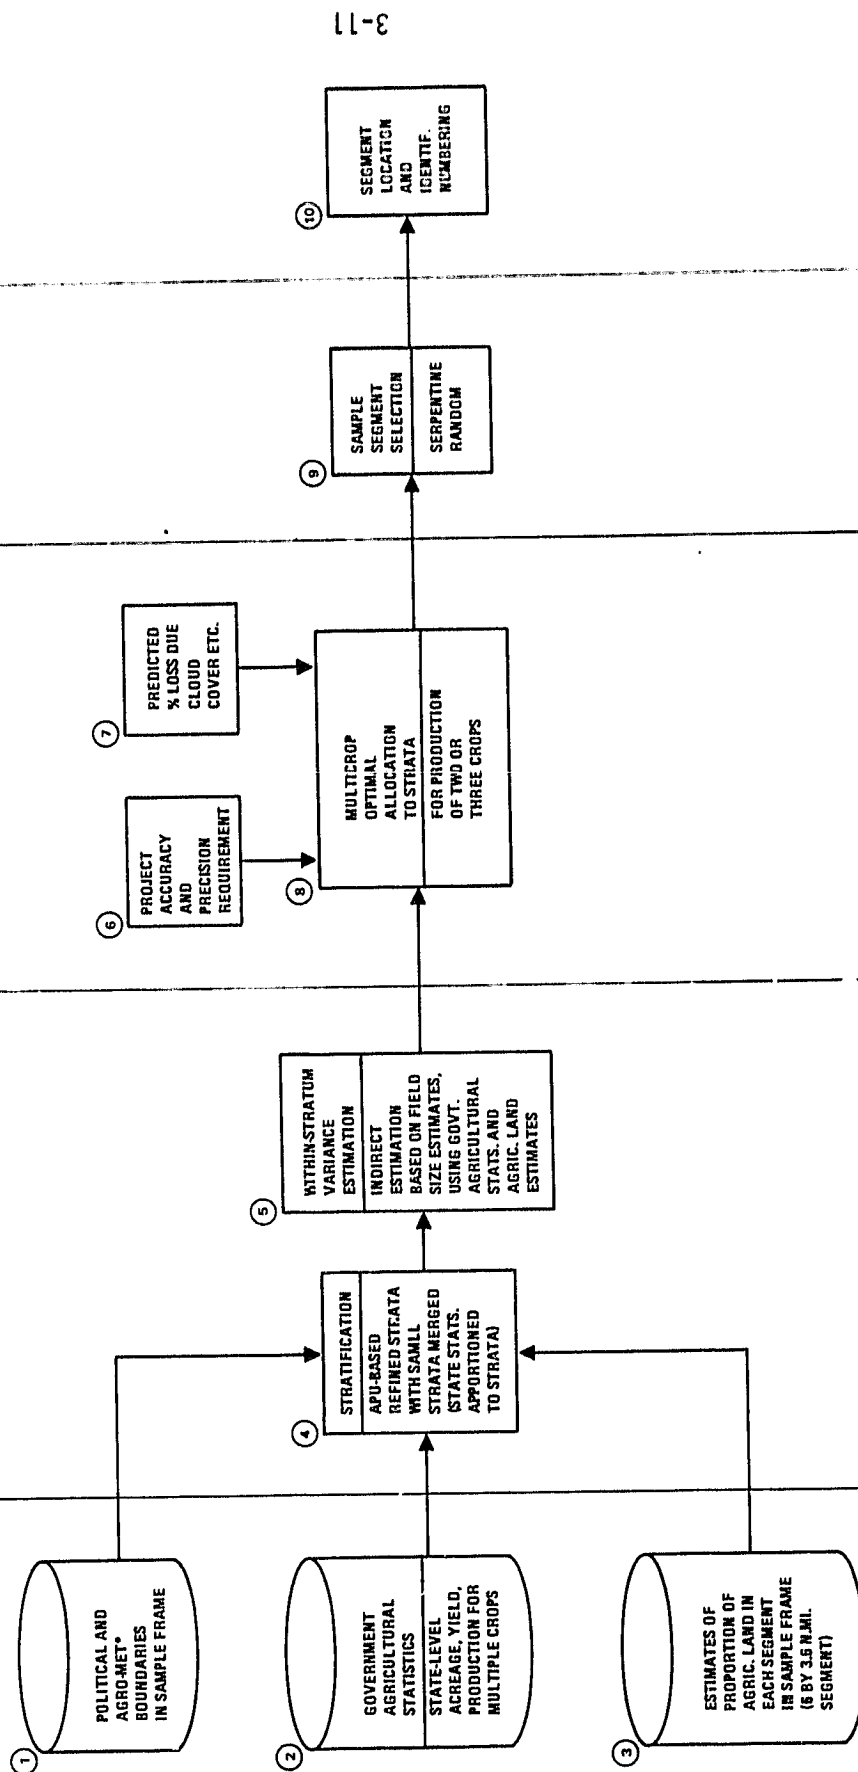 3-11
1
POLITICAL AND
AGRO-MET*
BOUNDARIES
IN SAMPLE FRAME
2
GOVERNMENT
AGRICULTURAL
STATISTICS
STATE-LEVEL
ACREAGE, YIELD,
PRODUCTION FOR
MULTIPLE CROPS
3
ESTIMATES OF
PROPORTION OF
AGRIC. LAND IN
EACH SEGMENT
IN SAMPLE FRAME
(5 BY 3.6 N.MI.
SEGMENT)
4
STRATIFICATION
APU-BASED
REFINED STRATA
WITH SAMLL
STRATA MERGED
(STATE STATS.
APPORTIONED
TO STRATA)
5
WITHIN-STRATUM
VARIANCE
ESTIMATION
INDIRECT
ESTIMATION
BASED ON FIELD
SIZE ESTIMATES,
USING GOVT.
AGRICULTURAL
STATS. AND
AGRIC. LAND
ESTIMATES
6
PROJECT
ACCURACY
AND
PRECISION
REQUIREMENT
7
PREDICTED
% LOSS DUE
CLOUD
COVER ETC.
8
MULTICROP
OPTIMAL
ALLOCATION
TO STRATA
FOR PRODUCTION
OF TWO OR
THREE CROPS
9
SAMPLE
SEGMENT
SELECTION
SERPENTINE
RANDOM
10
SEGMENT
LOCATION
AND
IDENTIF.
NUMBERING